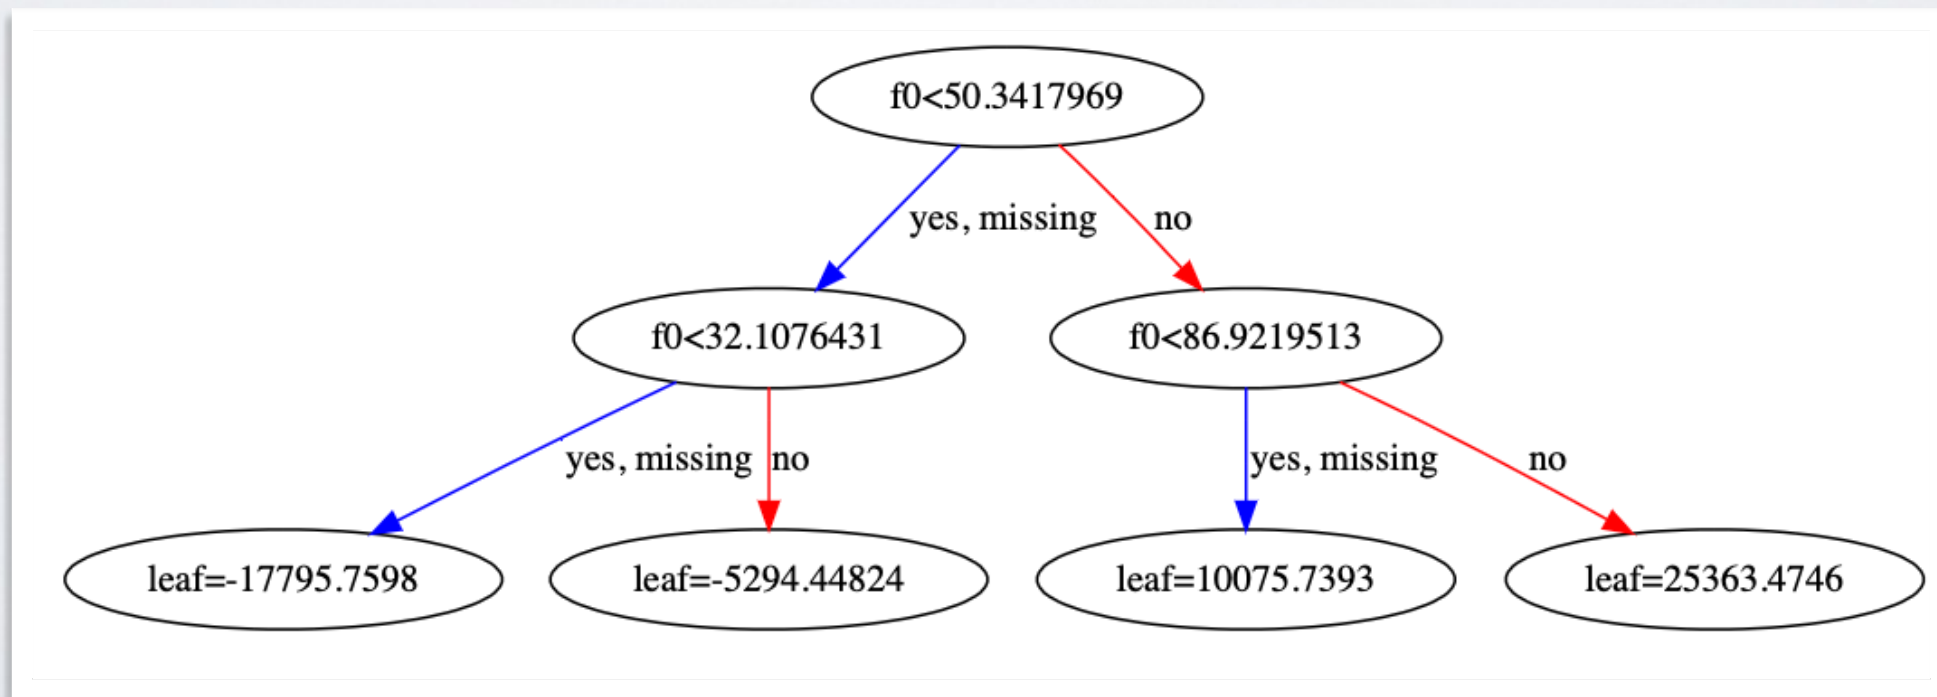 f0<50.3417969
yes, missing
no
f0<32.1076431
f0<86.9219513
yes, missing
no
yes, missing
no
leaf=-17795.7598
leaf=-5294.44824
leaf=10075.7393
leaf=25363.4746